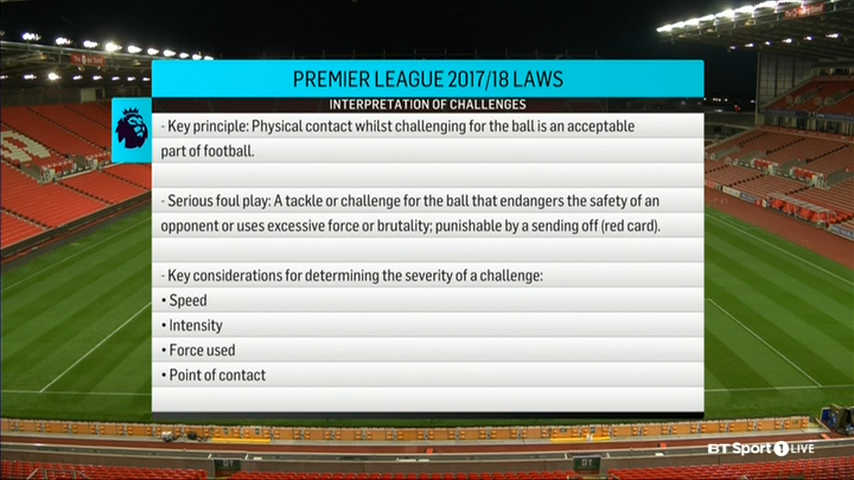 PREMIER LEAGUE 2017/18 LAWS
INTERPRETATION OF CHALLENGES
- Key principle: Physical contact whilst challenging for the ball is an acceptable
part of football.
- Serious foul play: A tackle or challenge for the ball that endangers the safety of an
opponent or uses excessive force or brutality; punishable by a sending off (red card).
- Key considerations for determining the severity of a challenge:
• Speed
• Intensity
• Force used
• Point of contact
BT Sport 1 LIVE